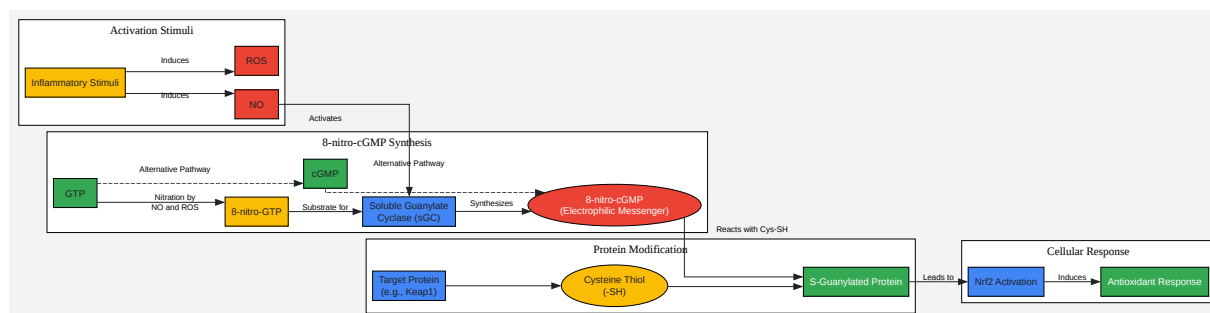 Activation Stimuli
Inflammatory Stimuli
Induces
ROS
Induces
NO
Activates
8-nitro-cGMP Synthesis
Alternative Pathway
cGMP
Alternative Pathway
GTP
Nitration by
NO and ROS
8-nitro-GTP
Substrate for
Soluble Guanylate
Cyclase (sGC)
Synthesizes
8-nitro-cGMP
(Electrophilic Messenger)
Reacts with Cys-SH
Protein Modification
Target Protein
(e.g., Keap1)
Cysteine Thiol
(-SH)
S-Guanylated Protein
Leads to
Cellular Response
Nrf2 Activation
Induces
Antioxidant Response